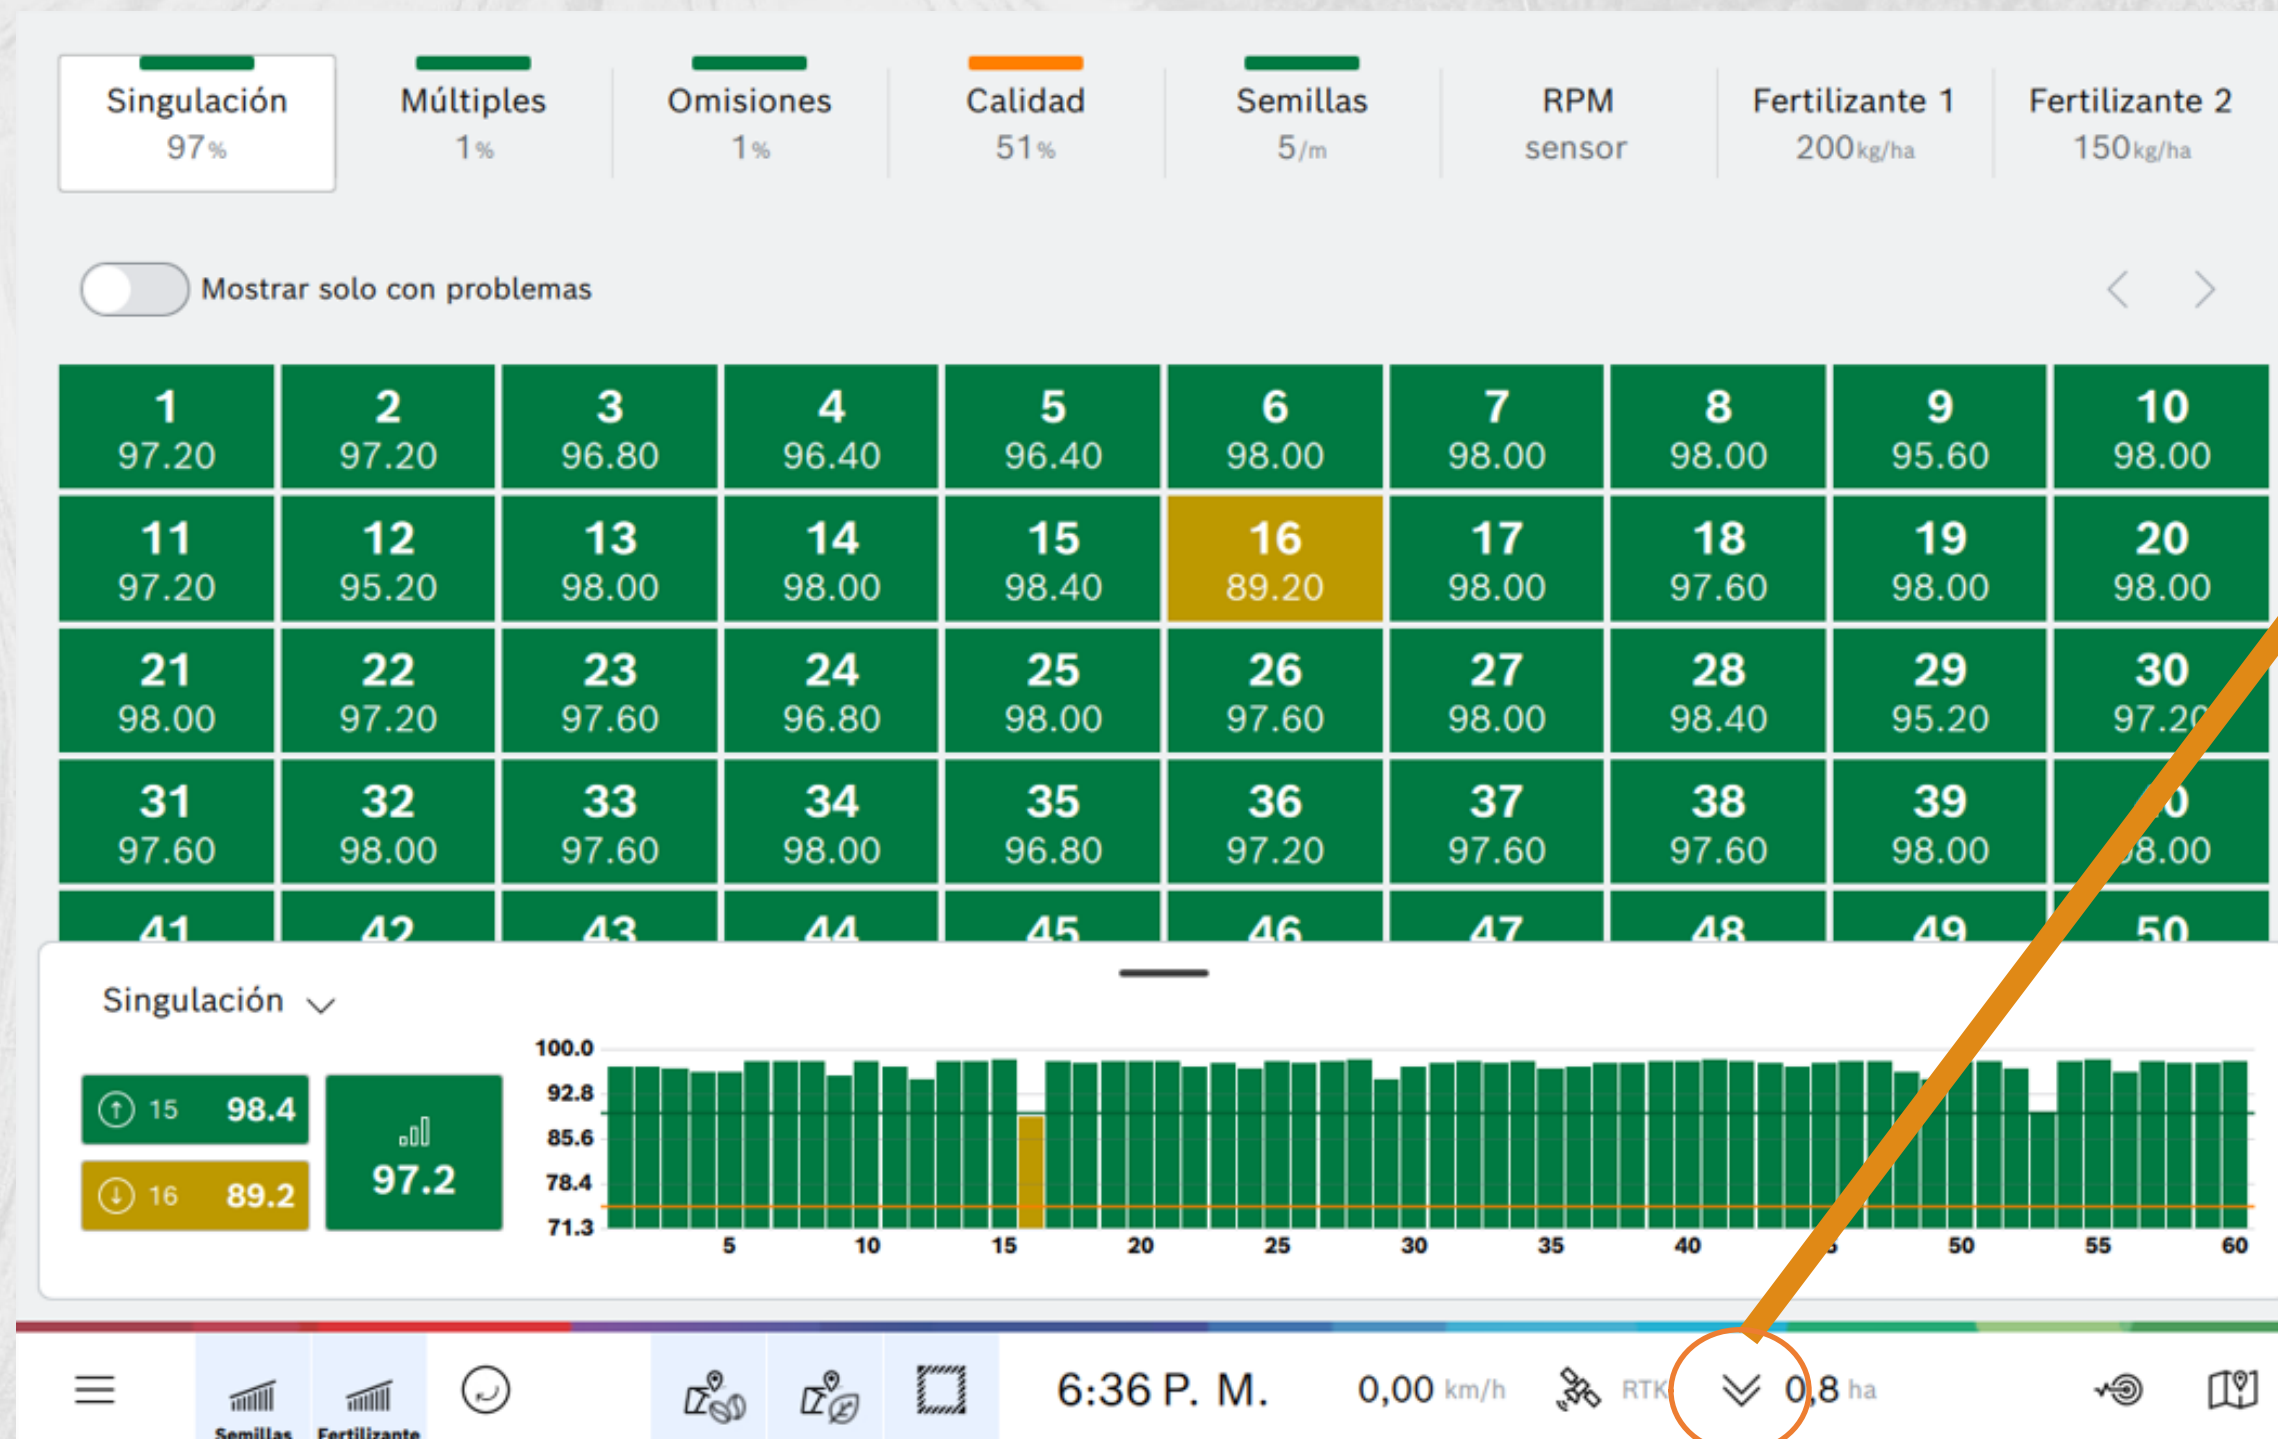 Singulación Múltiples Omisiones Calidad Semillas RPM Fertilizante 1 Fertilizante 2
97% 1% 1% 51% 5/m sensor 200kg/ha 150kg/ha
Mostrar solo con problemas
1 2 3 4 5 6 7 8 9 10
97.20 97.20 96.80 96.40 96.40 98.00 98.00 98.00 95.60 98.00
11 12 13 14 15 16 17 18 19 20
97.20 95.20 98.00 98.00 98.40 89.20 98.00 97.60 98.00 98.00
21 22 23 24 25 26 27 28 29 30
98.00 97.20 97.60 96.80 98.00 97.60 98.00 98.40 95.20 97.20
31 32 33 34 35 36 37 38 39
97.60 98.00 97.60 98.00 96.80 97.20 97.60 97.60 98.00
41 42 43 44 45 46 47 48 49 50
Singulación
15 98.4
16 89.2
97.2
100.0
92.8
85.6
78.4
71.3
5 10 15 20 25 30 35 40 50 55 60
6:36 P. M. 0,00 km/h RTK 0,8 ha
Semillas Fertilizante